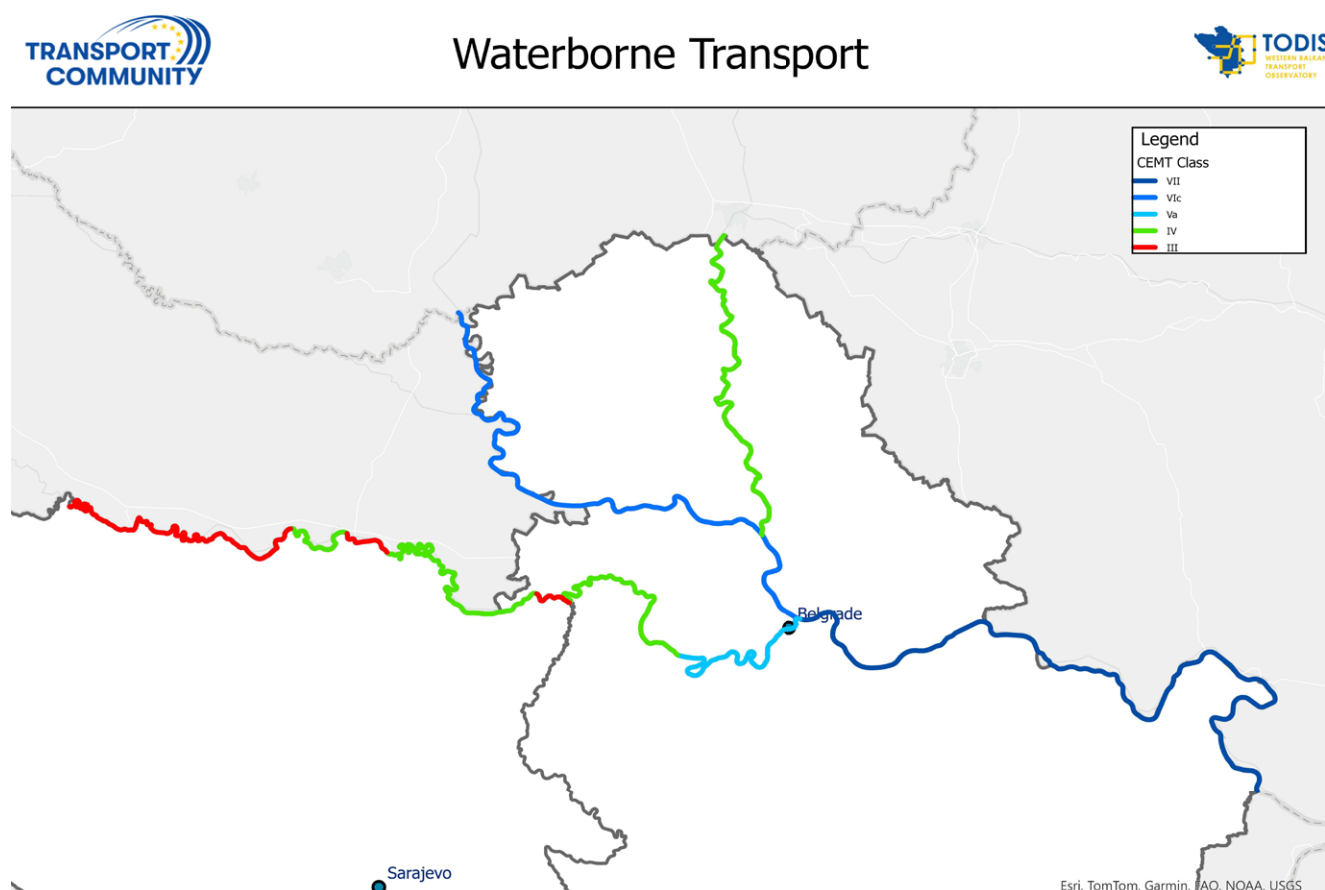 TRANSPORT
COMMUNITY
Waterborne Transport
TODIS
WESTERN BALKAN
TRANSPORT
OBSERVATORY
Legend
CEMT Class
VII
VIc
Va
IV
III
Belgrade
Sarajevo
Esri, TomTom, Garmin, FAO, NOAA, USGS